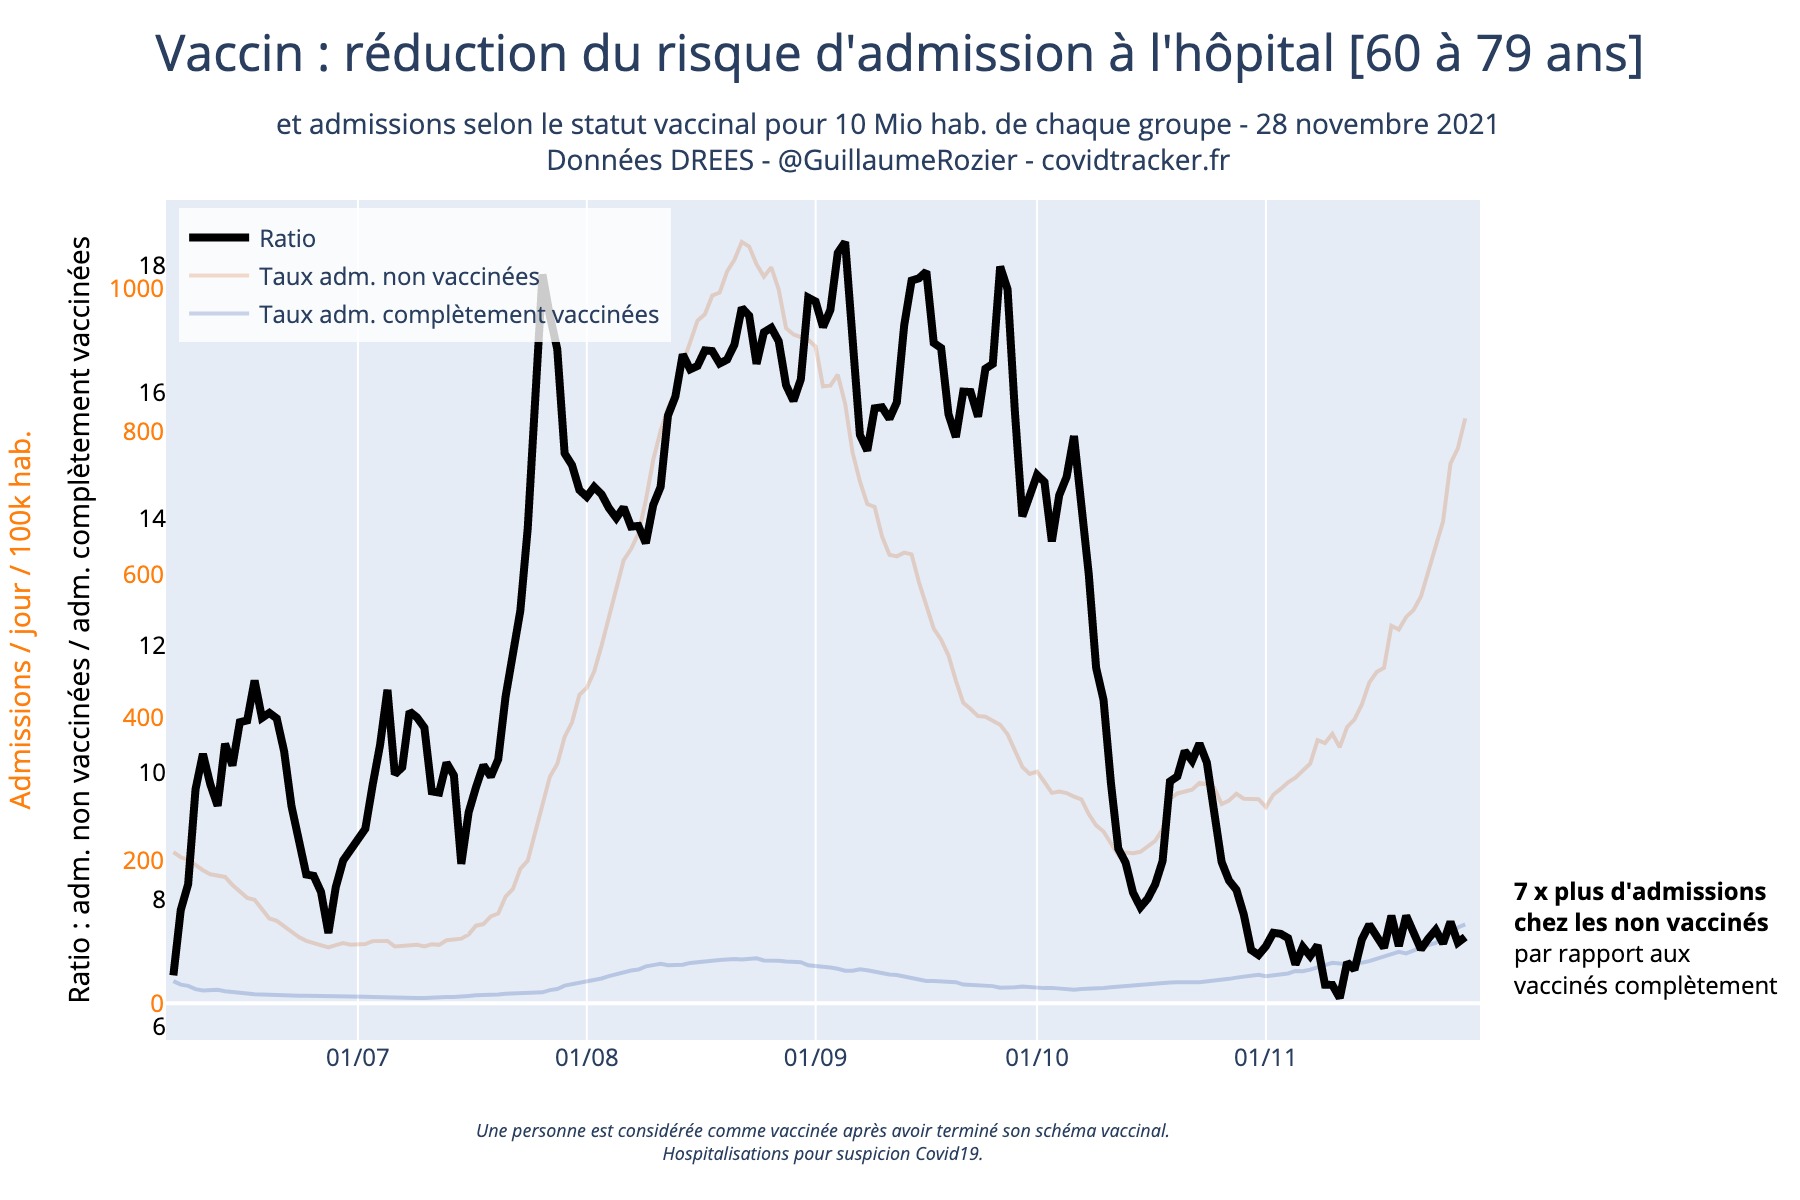 Vaccin : réduction du risque d'admission à l'hôpital [60 à 79 ans]
et admissions selon le statut vaccinal pour 10 Mio hab. de chaque groupe - 28 novembre 2021
Données DREES - @GuillaumeRozier - covidtracker.fr
Ratio
Taux adm. non vaccinées
Taux adm. complètement vaccinées
Admissions / jour / 100k hab.
Ratio : adm. non vaccinées / adm. complètement vaccinées
18
1000
16
800
14
600
12
400
10
200
8
0
6
01/07
01/08
01/09
01/10
01/11
7 x plus d'admissions
chez les non vaccinés
par rapport aux
vaccinés complètement
Une personne est considérée comme vaccinée après avoir terminé son schéma vaccinal.
Hospitalisations pour suspicion Covid19.